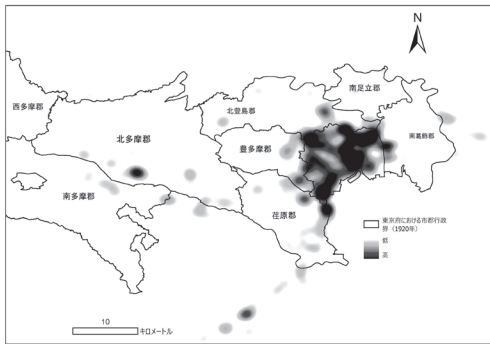 N
南足立郡
西多摩郡
北豊島郡
北多摩郡
南葛飾郡
豊多摩郡
南多摩郡
荏原郡
東京府における市郡行政
界（1920年）
低
高
10
キロメートル